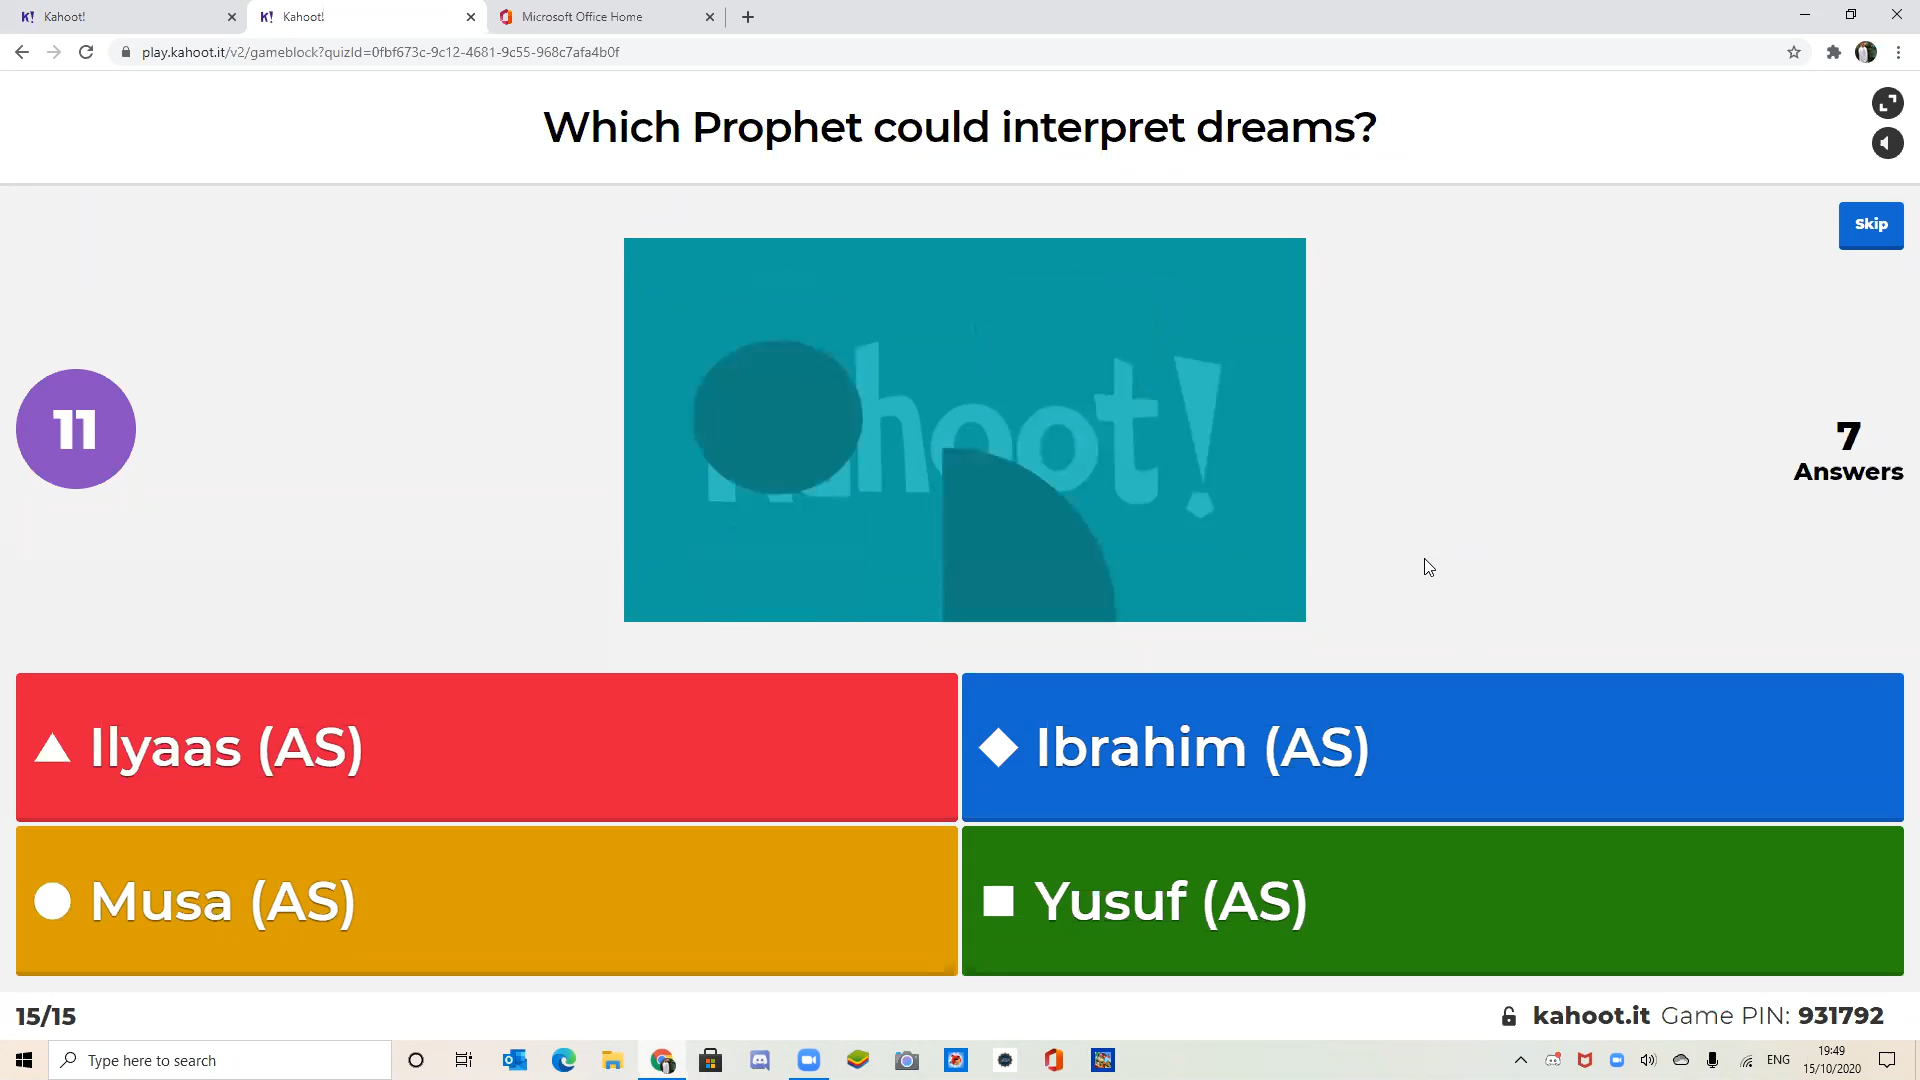 Kahoot!
Kahoot!
Microsoft Office Home
play.kahoot.it/v2/gameblock?quizId=0fbf673c-9c12-4681-9c55-968c7afa4b0f
Which Prophet could interpret dreams?
Skip
11
hoot!
7
Answers
Ilyaas (AS)
Ibrahim (AS)
Musa (AS)
Yusuf (AS)
15/15
kahoot.it Game PIN: 931792
Type here to search
ENG
19:49
15/10/2020